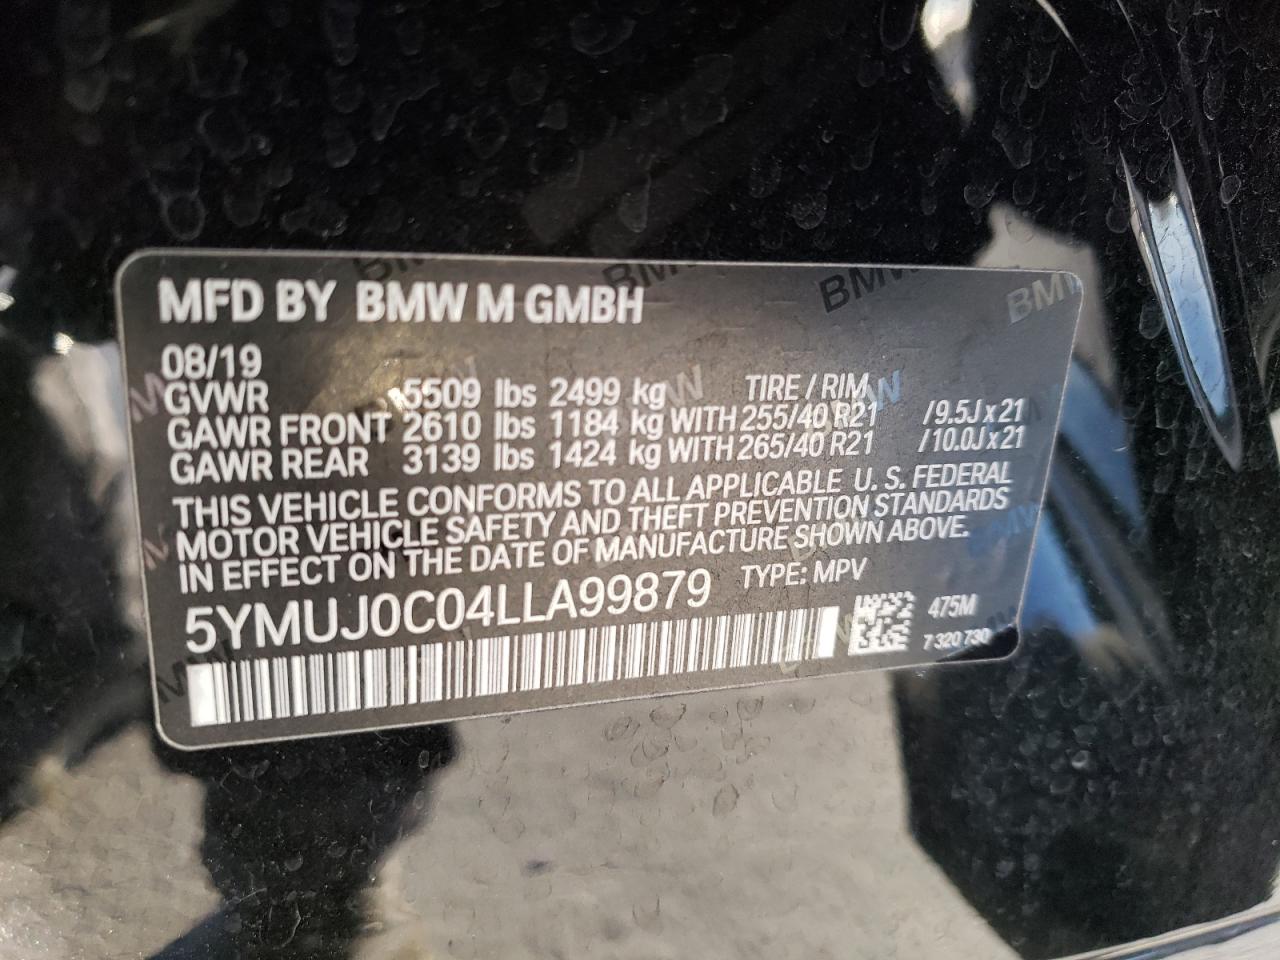 MFD BY BMW M GMBH
08/19
GVWR 5509 lbs 2499 kg TIRE / RIM
GAWR FRONT 2610 lbs 1184 kg WITH 255/40 R21 /9.5J x 21
GAWR REAR 3139 lbs 1424 kg WITH 265/40 R21 /10.0J x 21
THIS VEHICLE CONFORMS TO ALL APPLICABLE U. S. FEDERAL
MOTOR VEHICLE SAFETY AND THEFT PREVENTION STANDARDS
IN EFFECT ON THE DATE OF MANUFACTURE SHOWN ABOVE.
5YMUJ0C04LLA99879 TYPE: MPV
475M
7 320 730